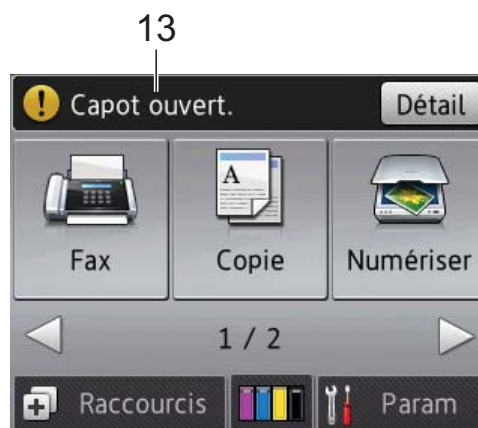 13
Capot ouvert.
Détail
A
Fax
Copie
Numériser
1 / 2
Raccourcis
Param